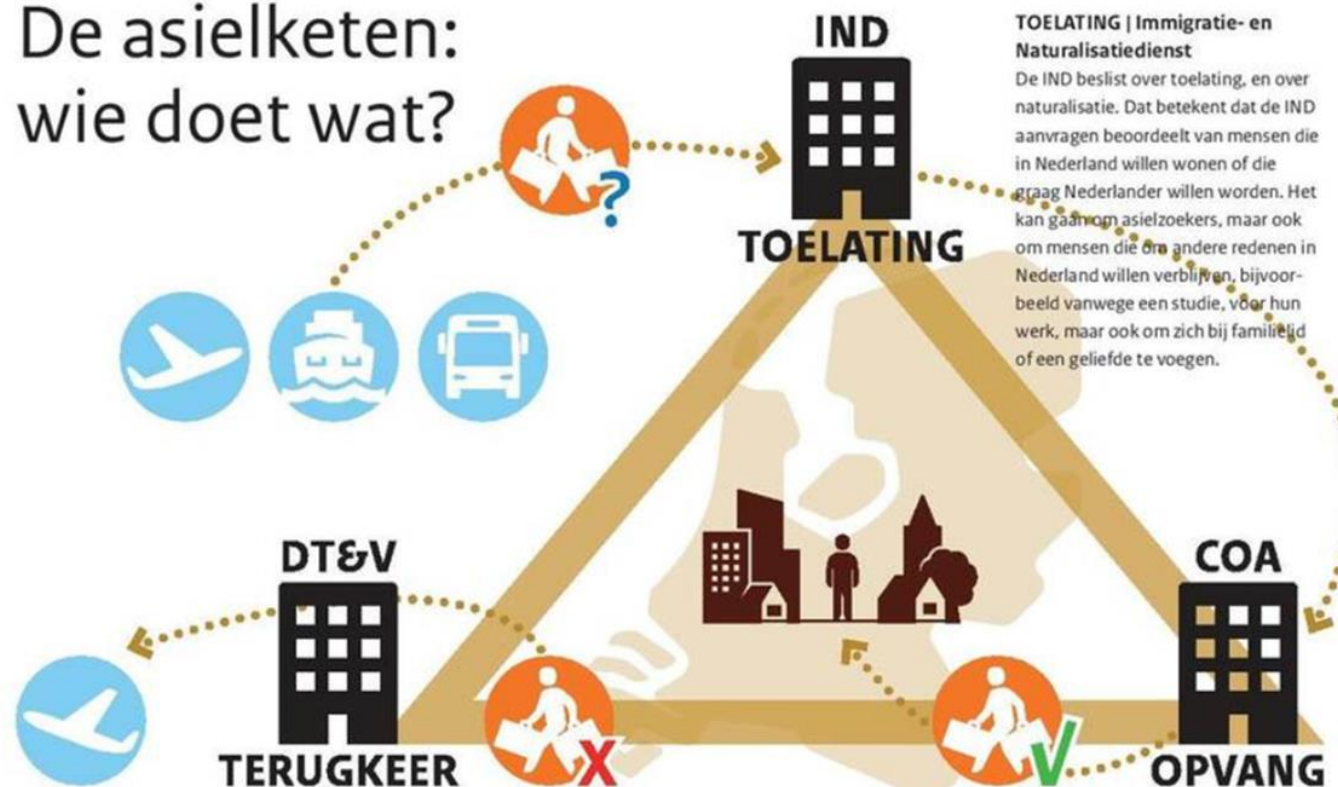 De asielketen:
wie doet wat?
IND
TOELATING
TOELATING | Immigratie- en
Naturalisatiedienst
De IND beslist over toelating, en over
naturalisatie. Dat betekent dat de IND
aanvragen beoordeelt van mensen die
in Nederland willen wonen of die
graag Nederlander willen worden. Het
kan gaan om asielzoekers, maar ook
om mensen die om andere redenen in
Nederland willen verblijven, bijvoor-
beeld vanwege een studie, voor hun
werk, maar ook om zich bij familielid
of een geliefde te voegen.
?
DT&V
TERUGKEER
X
COA
OPVANG